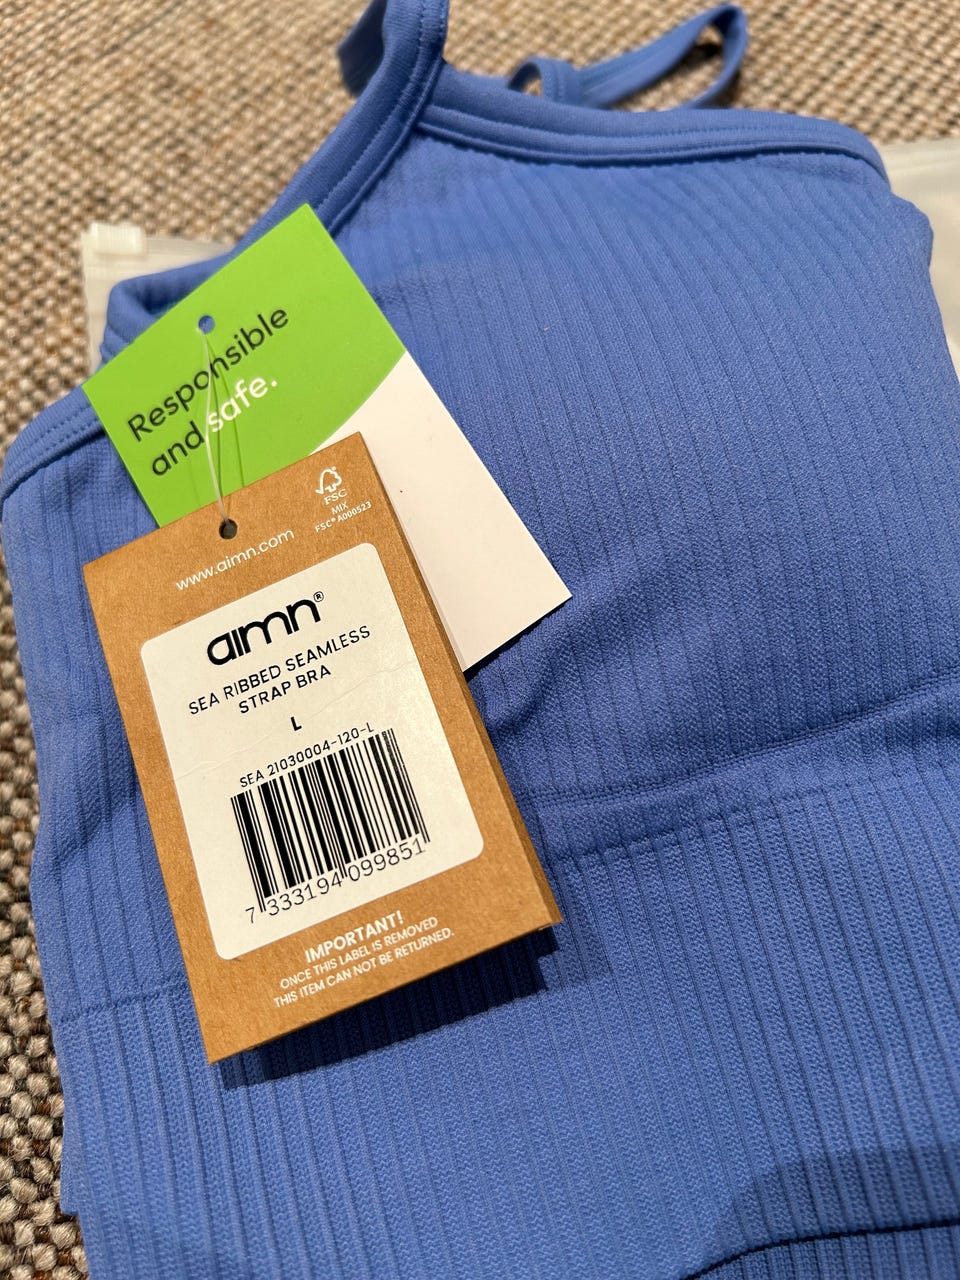 Responsible
and safe.
FSC
MIX
FSC® A000523
www.aimn.com
aimn®
SEA RIBBED SEAMLESS
STRAP BRA
L
SEA 21030004-120-L
7 333194 099851
IMPORTANT!
ONCE THIS LABEL IS REMOVED
THIS ITEM CAN NOT BE RETURNED.